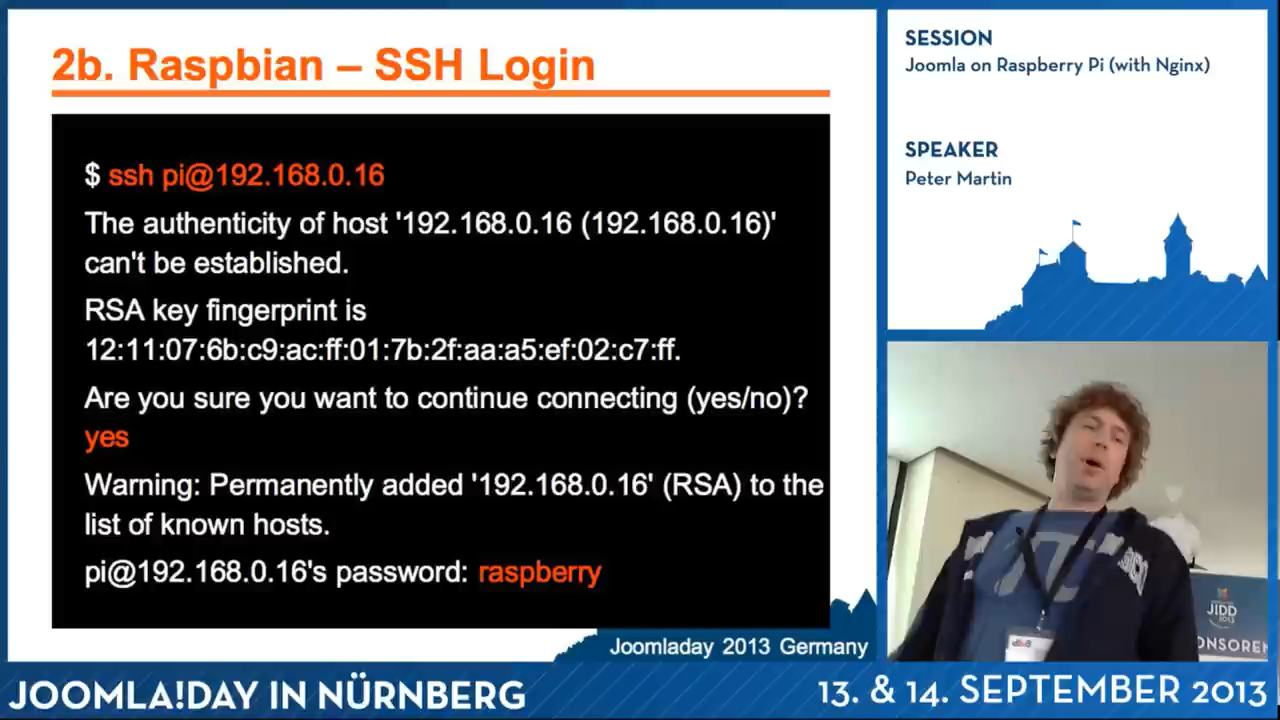 2b. Raspbian – SSH Login
$ ssh pi@192.168.0.16
The authenticity of host '192.168.0.16 (192.168.0.16)'
can't be established.
RSA key fingerprint is
12:11:07:6b:c9:ac:ff:01:7b:2f:aa:a5:ef:02:c7:ff.
Are you sure you want to continue connecting (yes/no)?
yes
Warning: Permanently added '192.168.0.16' (RSA) to the
list of known hosts.
pi@192.168.0.16's password: raspberry
Joomladay 2013 Germany
SESSION
Joomla on Raspberry Pi (with Nginx)
SPEAKER
Peter Martin
JIDD
2013
ONSOREN
JOOMLA!DAY IN NÜRNBERG
13. & 14. SEPTEMBER 2013